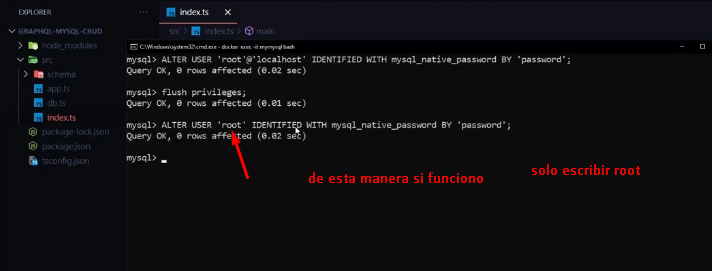 EXPLORER
index.ts
GRAPHQL-MYSQL-CRUD
src > index.ts > main
node_modules
src
schema
app.ts
db.ts
index.ts
package-lock.json
package.json
tsconfig.json
C:\Windows\system32\cmd.exe - docker exec -it mymysql bash
mysql> ALTER USER 'root'@'localhost' IDENTIFIED WITH mysql_native_password BY 'password';
Query OK, 0 rows affected (0.02 sec)
mysql> flush privileges;
Query OK, 0 rows affected (0.01 sec)
mysql> ALTER USER 'root' IDENTIFIED WITH mysql_native_password BY 'password';
Query OK, 0 rows affected (0.02 sec)
mysql>
de esta manera si funciono
solo escribir root